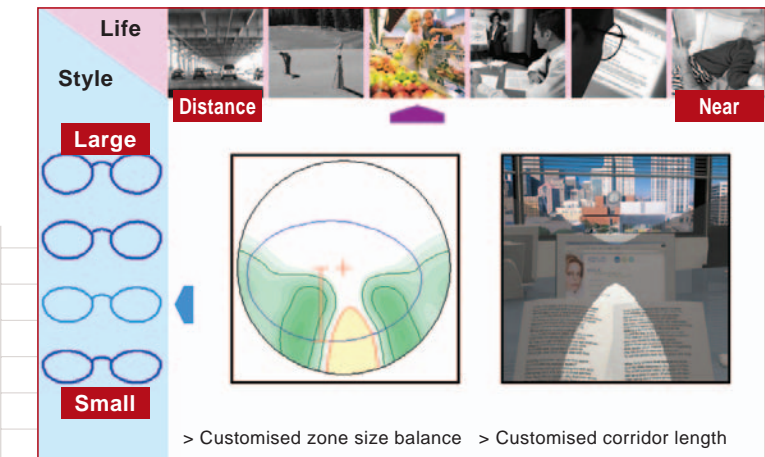 Life
Style
Distance
Near
Large
Small
> Customised zone size balance > Customised corridor length